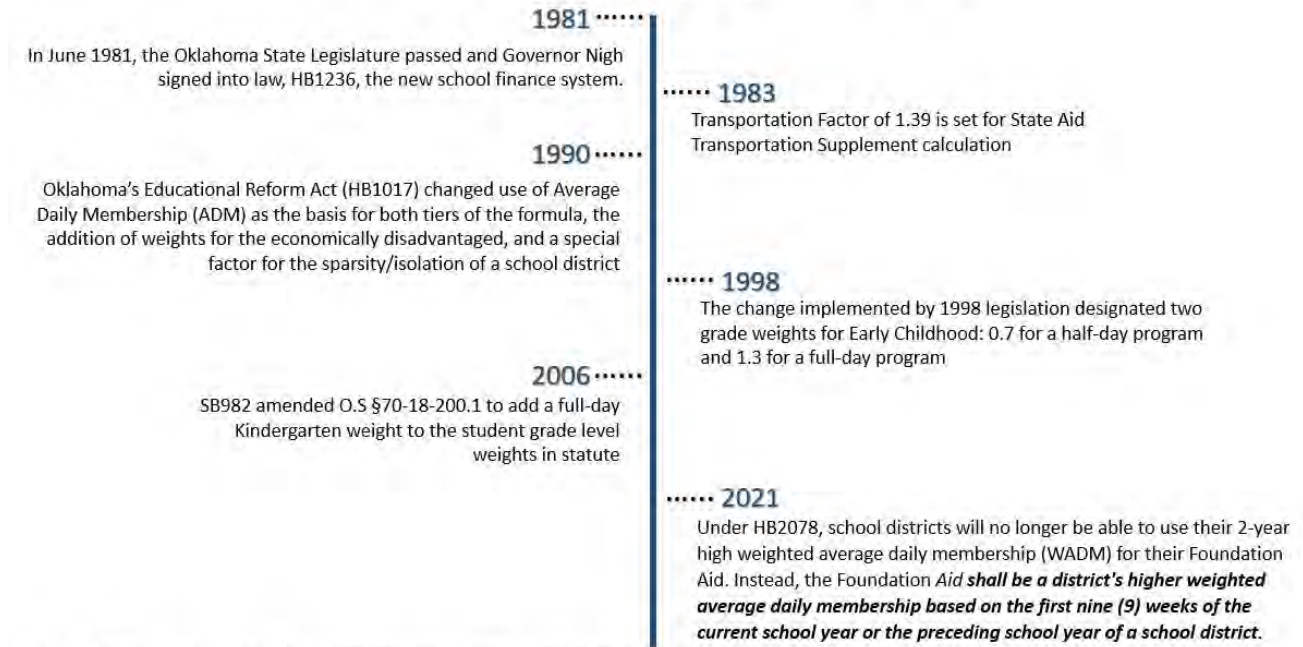 1981 ······
In June 1981, the Oklahoma State Legislature passed and Governor Nigh
signed into law, HB1236, the new school finance system.
······ 1983
Transportation Factor of 1.39 is set for State Aid
Transportation Supplement calculation
1990 ······
Oklahoma's Educational Reform Act (HB1017) changed use of Average
Daily Membership (ADM) as the basis for both tiers of the formula, the
addition of weights for the economically disadvantaged, and a special
factor for the sparsity/isolation of a school district
······ 1998
The change implemented by 1998 legislation designated two
grade weights for Early Childhood: 0.7 for a half-day program
and 1.3 for a full-day program
2006 ······
SB982 amended O.S §70-18-200.1 to add a full-day
Kindergarten weight to the student grade level
weights in statute
······ 2021
Under HB2078, school districts will no longer be able to use their 2-year
high weighted average daily membership (WADM) for their Foundation
Aid. Instead, the Foundation Aid shall be a district's higher weighted
average daily membership based on the first nine (9) weeks of the
current school year or the preceding school year of a school district.